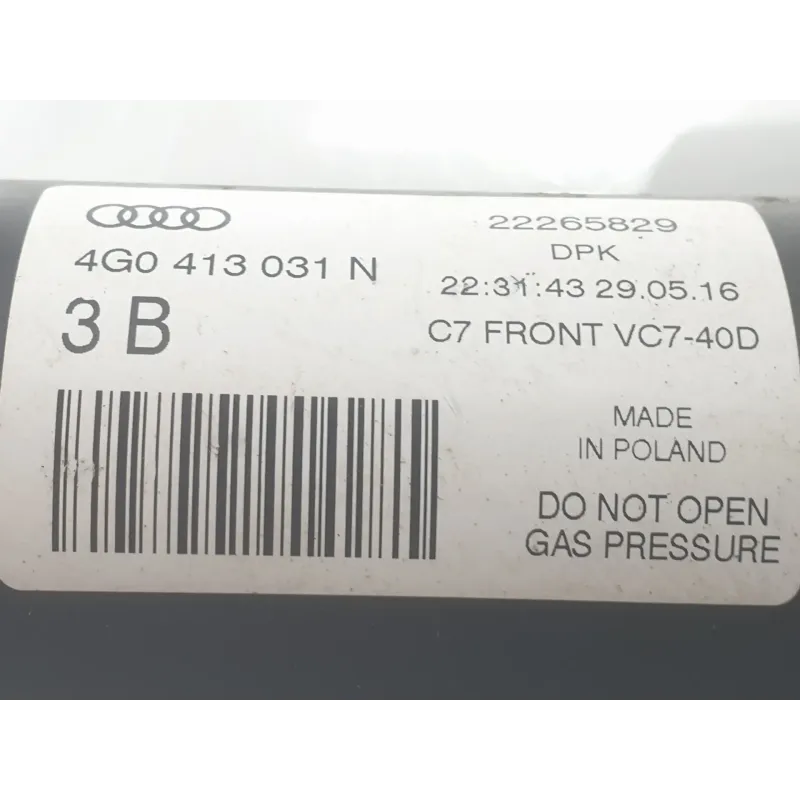 4G0 413 031 N
3 B
22265829
DPK
22:31:43 29.05.16
C7 FRONT VC7-40D
MADE
IN POLAND
DO NOT OPEN
GAS PRESSURE